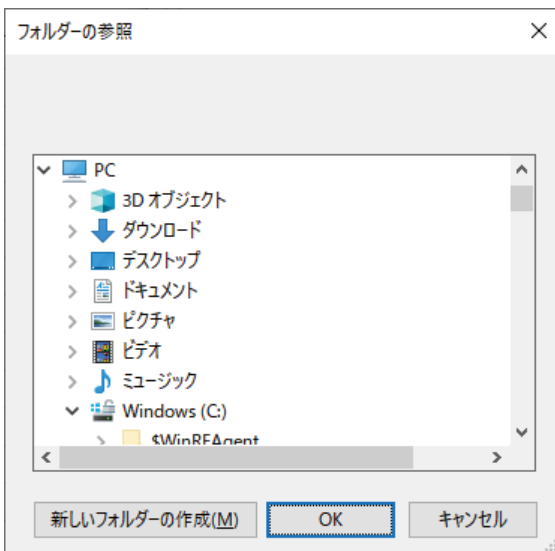 フォルダーの参照
PC
3D オブジェクト
ダウンロード
デスクトップ
ドキュメント
ピクチャ
ビデオ
ミュージック
Windows (C:)
$WinREAgent
新しいフォルダーの作成(M)
OK
キャンセル